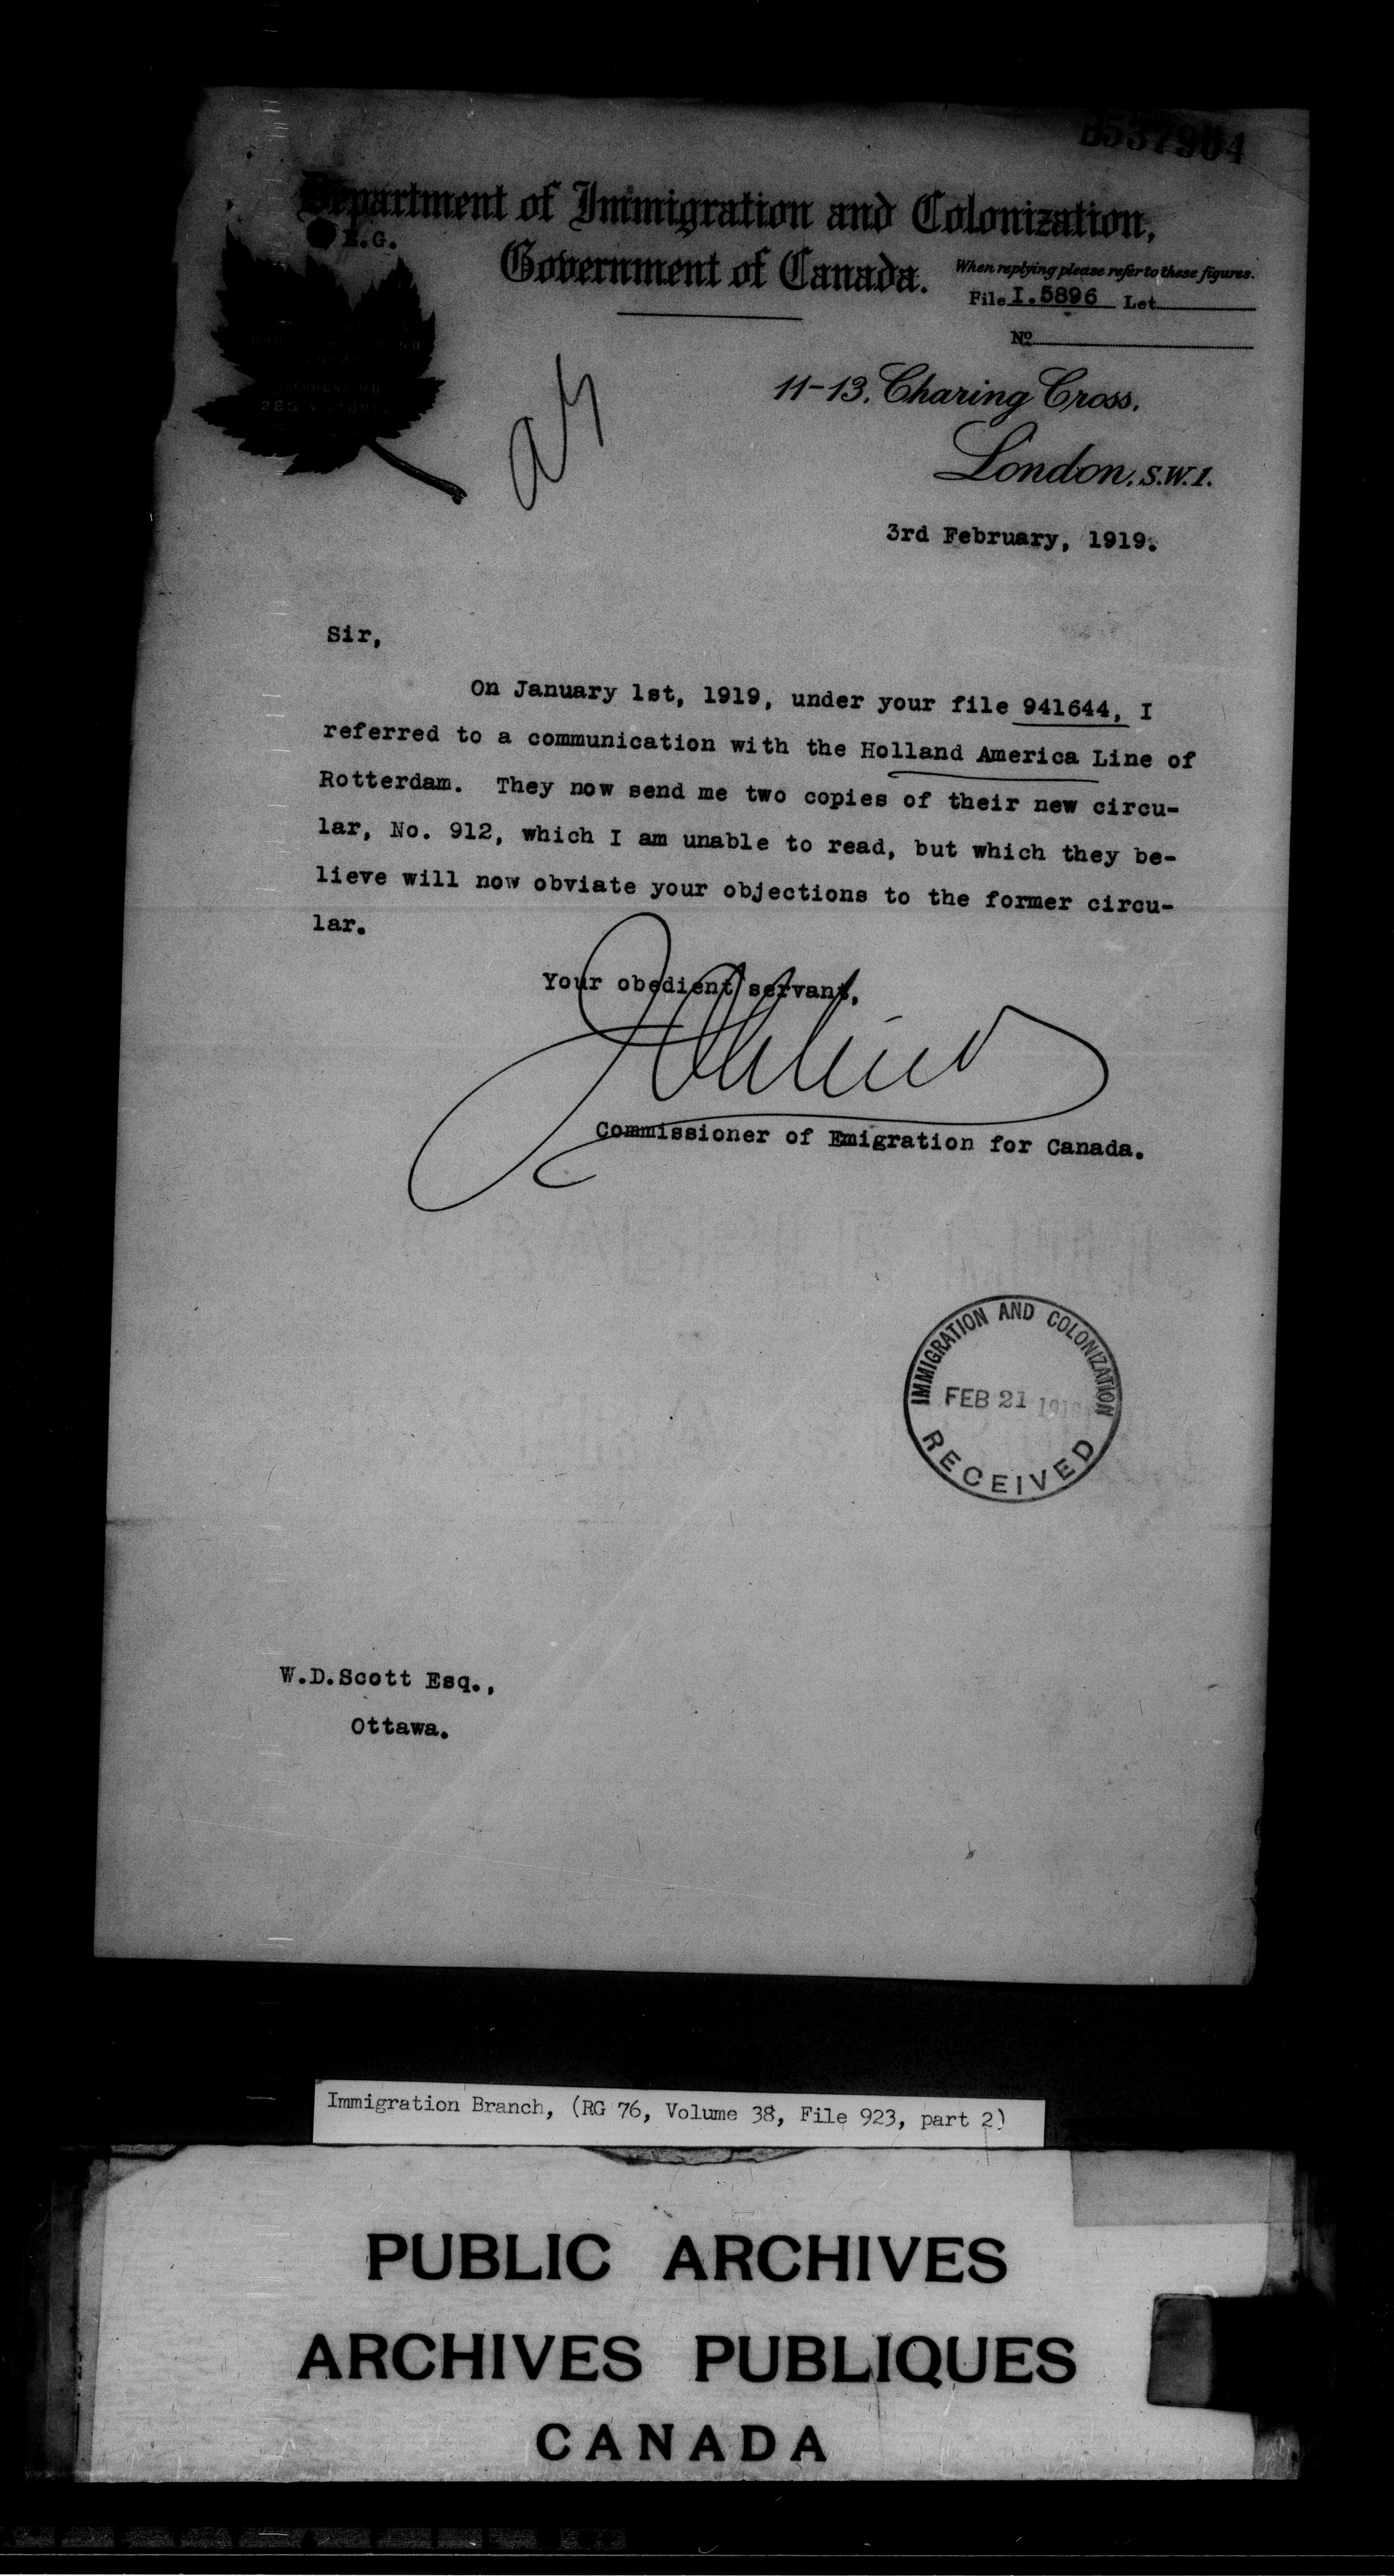 B537904
Department of Immigration and Colonization,
E.G.
Government of Canada.
When replying please refer to these figures.
File I.5896 Let
No
11-13, Charing Cross,
London, S.W.1.
3rd February, 1919.
Sir,
On January 1st, 1919, under your file 941644, I
referred to a communication with the Holland America Line of
Rotterdam. They now send me two copies of their new circu-
lar, No. 912, which I am unable to read, but which they be-
lieve will now obviate your objections to the former circu-
lar.
Your obedient servant,
Commissioner of Emigration for Canada.
IMMIGRATION AND COLONIZATION
FEB 21 1919
RECEIVED
W.D.Scott Esq.,
Ottawa.
Immigration Branch, (RG 76, Volume 38, File 923, part 2)
PUBLIC ARCHIVES
ARCHIVES PUBLIQUES
CANADA